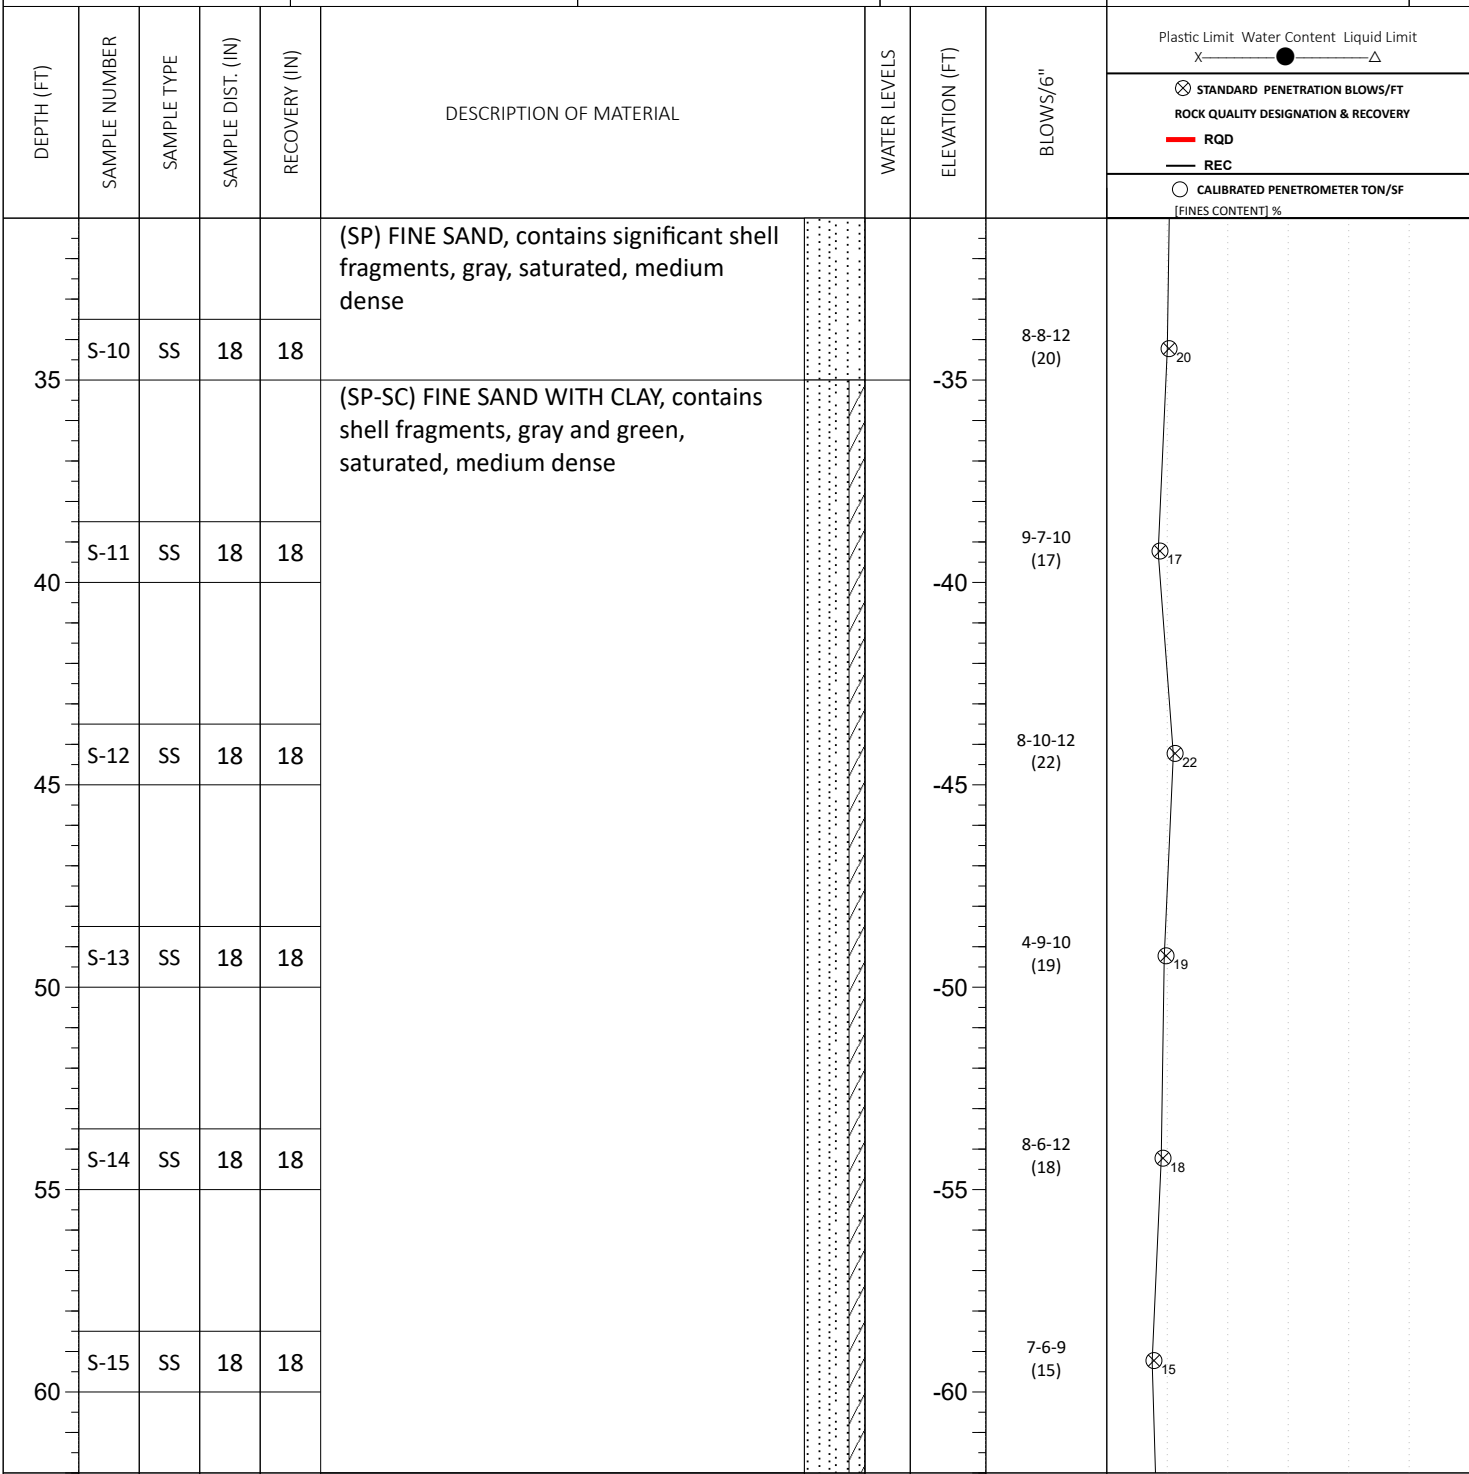 DEPTH (FT)
SAMPLE NUMBER
SAMPLE TYPE
SAMPLE DIST. (IN)
RECOVERY (IN)
DESCRIPTION OF MATERIAL
WATER LEVELS
ELEVATION (FT)
BLOWS/6"
Plastic Limit Water Content Liquid Limit
X
STANDARD PENETRATION BLOWS/FT
ROCK QUALITY DESIGNATION & RECOVERY
RQD
REC
CALIBRATED PENETROMETER TON/SF
[FINES CONTENT] %
(SP) FINE SAND, contains significant shell
fragments, gray, saturated, medium
dense
S-10 SS 18 18
8-8-12
(20)
20
35
-35
(SP-SC) FINE SAND WITH CLAY, contains
shell fragments, gray and green,
saturated, medium dense
S-11 SS 18 18
9-7-10
(17)
17
40
-40
S-12 SS 18 18
8-10-12
(22)
22
45
-45
S-13 SS 18 18
4-9-10
(19)
19
50
-50
S-14 SS 18 18
8-6-12
(18)
18
55
-55
S-15 SS 18 18
7-6-9
(15)
15
60
-60